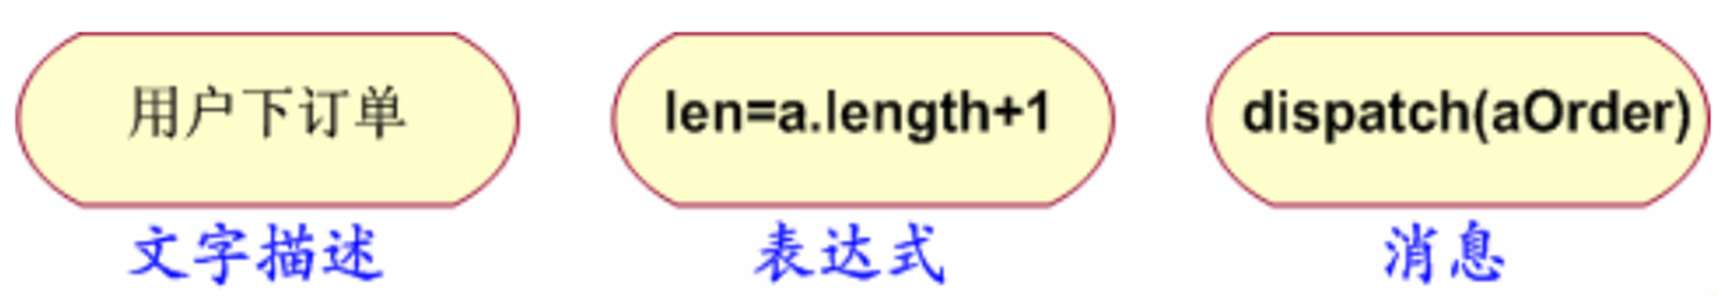 用户下订单
len=a.length+1
dispatch(aOrder)
文字描述
表达式
消息